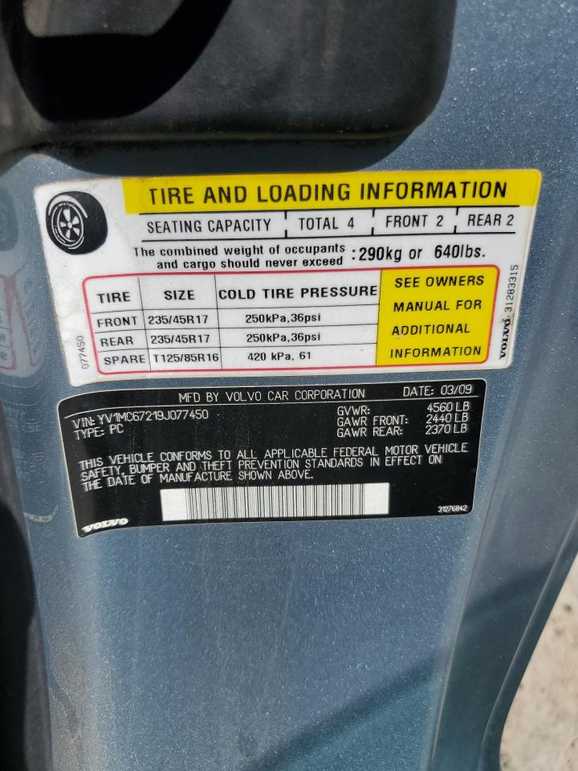 TIRE AND LOADING INFORMATION
SEATING CAPACITY TOTAL 4 FRONT 2 REAR 2
The combined weight of occupants and cargo should never exceed : 290kg or 640lbs.
TIRE SIZE COLD TIRE PRESSURE
FRONT 235/45R17 250kPa,36psi
REAR 235/45R17 250kPa,36psi
SPARE T125/85R16 420 kPa, 61
SEE OWNERS
MANUAL FOR
ADDITIONAL
INFORMATION
077450
VOLVO 31283315
MFD BY VOLVO CAR CORPORATION DATE: 03/09
VIN: YV1MC67219J077450
TYPE: PC
GVWR: 4560 LB
GAWR FRONT: 2440 LB
GAWR REAR: 2370 LB
THIS VEHICLE CONFORMS TO ALL APPLICABLE FEDERAL MOTOR VEHICLE
SAFETY, BUMPER AND THEFT PREVENTION STANDARDS IN EFFECT ON
THE DATE OF MANUFACTURE SHOWN ABOVE.
VOLVO 31276842